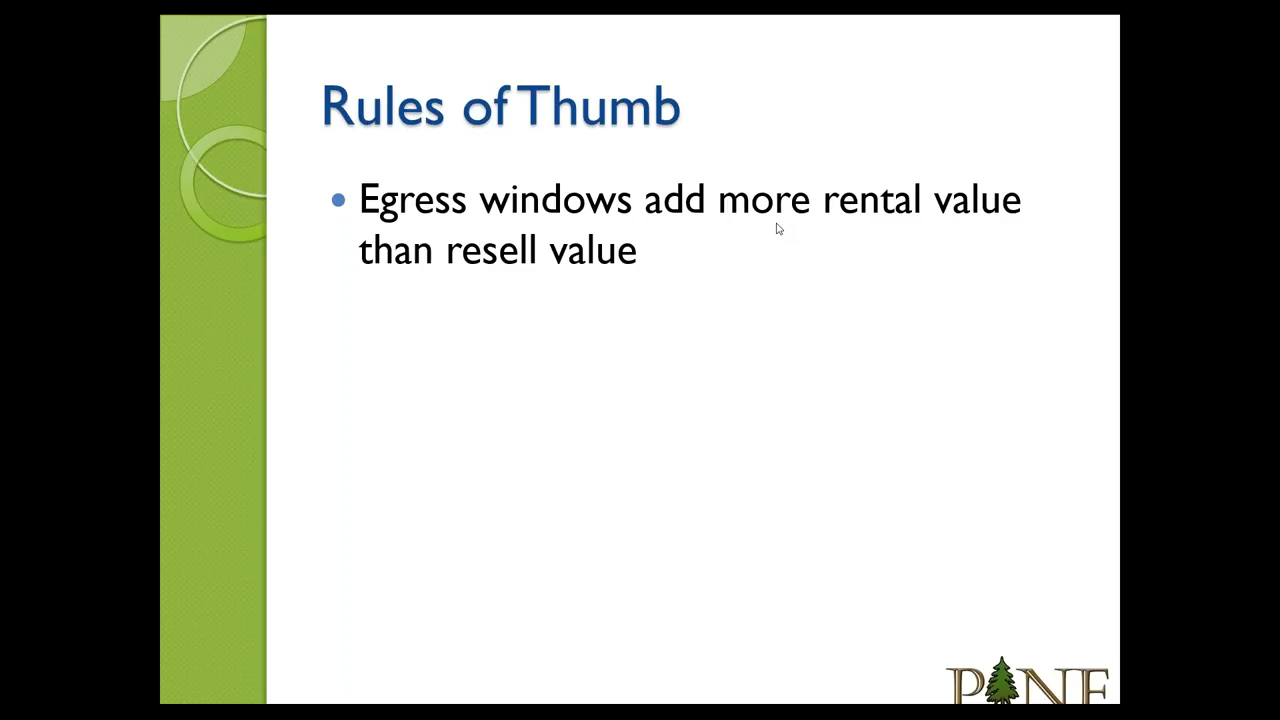 Rules of Thumb
Egress windows add more rental value
than resell value
PINE